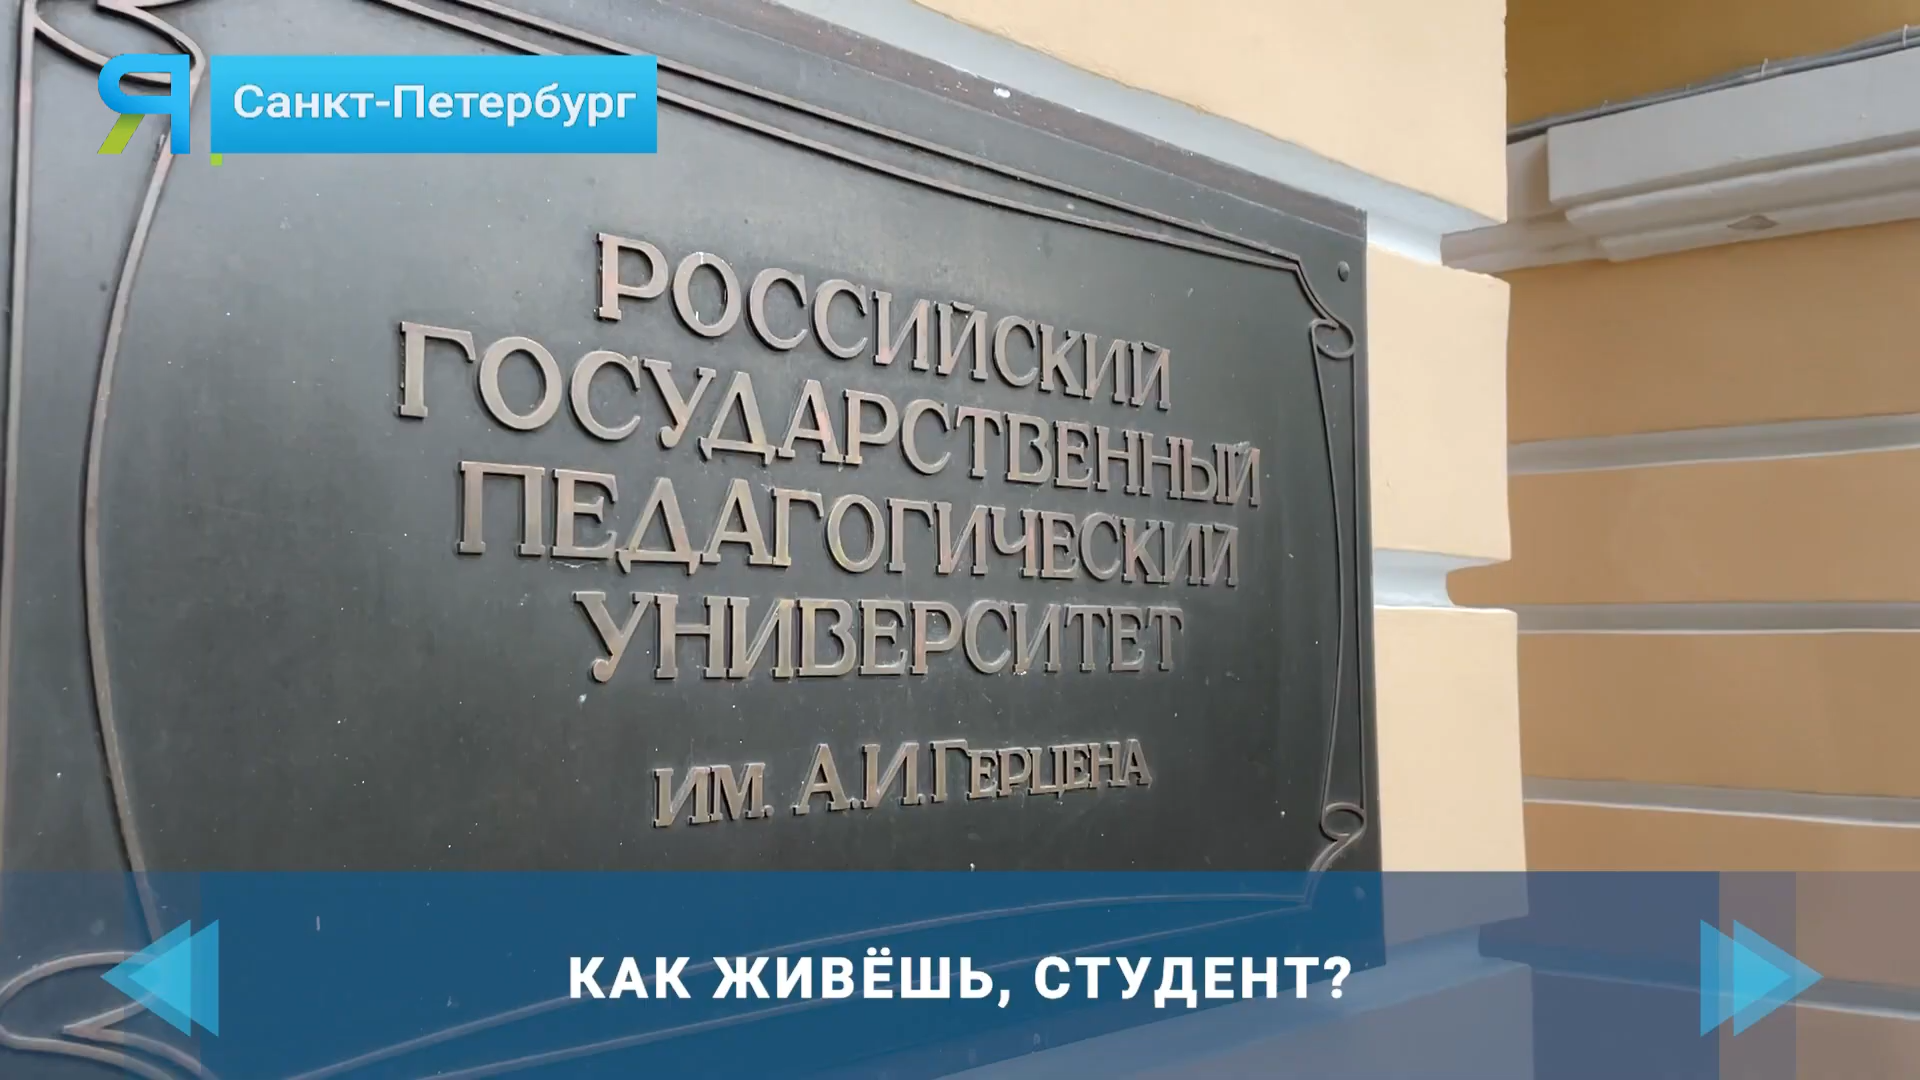 Я
Санкт-Петербург
РОССИЙСКИЙ
ГОСУДАРСТВЕННЫЙ
ПЕДАГОГИЧЕСКИЙ
УНИВЕРСИТЕТ
ИМ. А.И.ГЕРЦЕНА
КАК ЖИВЁШЬ, СТУДЕНТ?